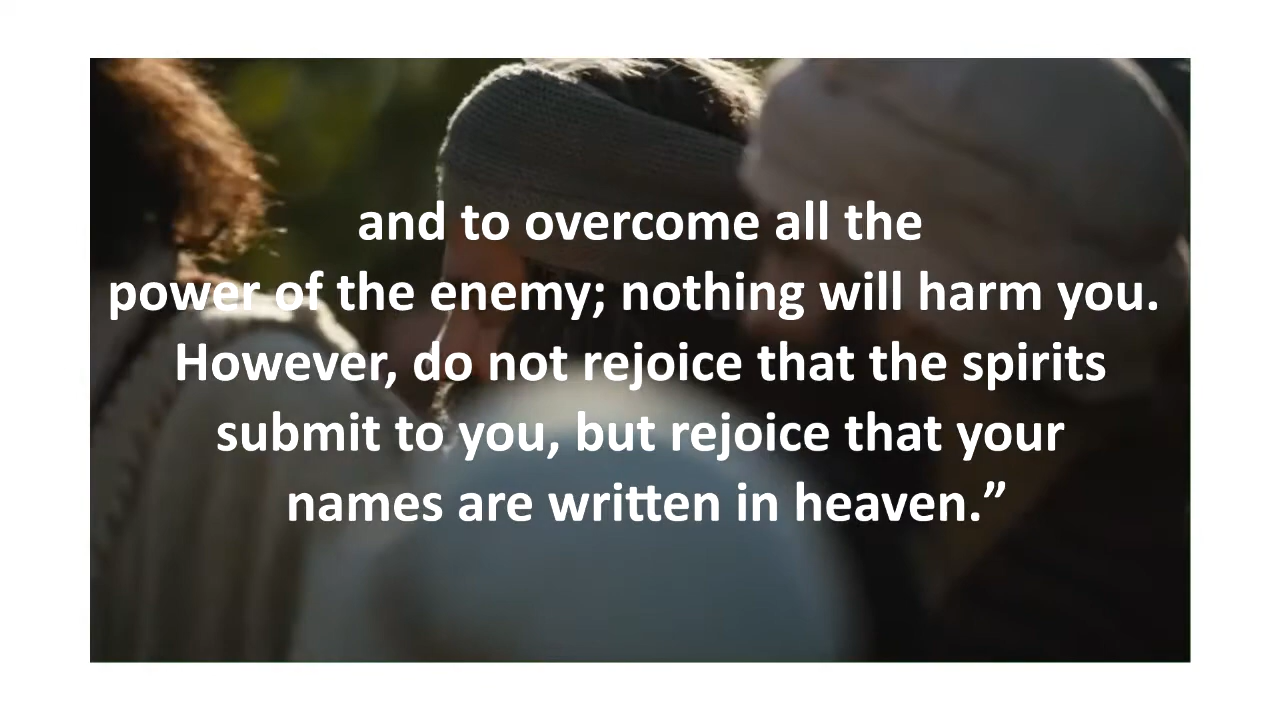 and to overcome all the
power of the enemy; nothing will harm you.
However, do not rejoice that the spirits
submit to you, but rejoice that your
names are written in heaven.”